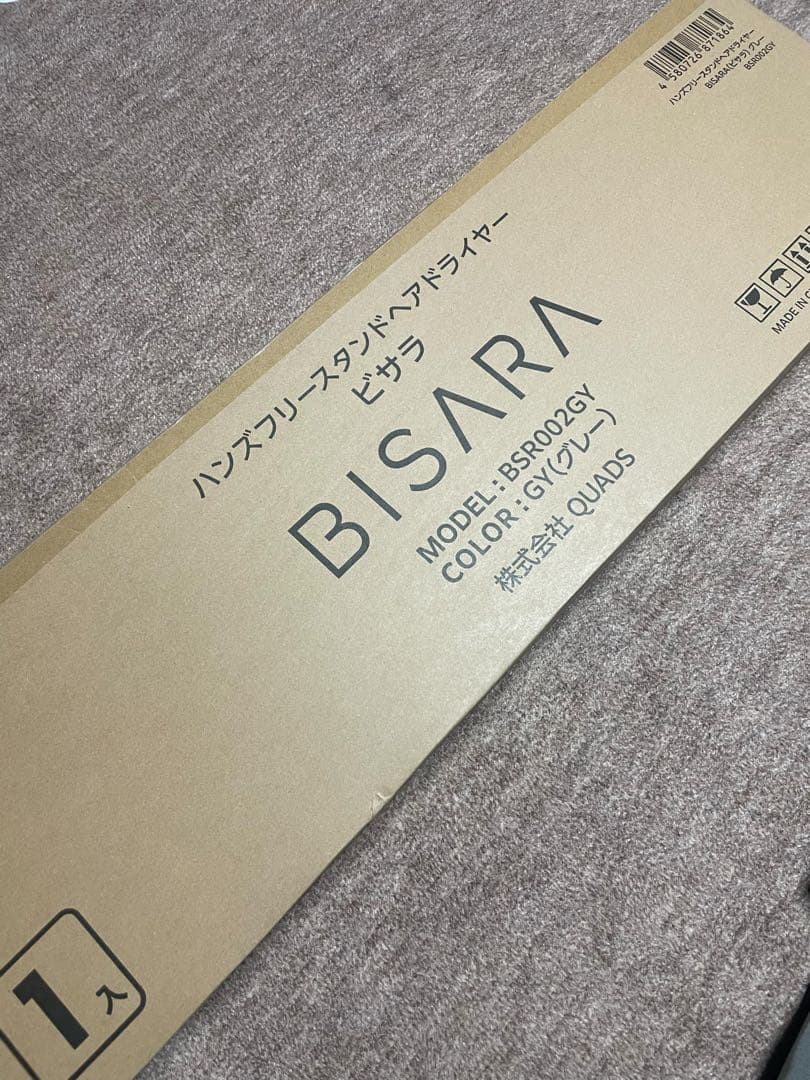 4 580726 871864
ハンズフリースタンドヘアドライヤー
BISARA(ビサラ) グレー
BSR002GY
ハンズフリースタンドヘアドライヤー
ビサラ
BISARA
MODEL : BSR002GY
COLOR : GY(グレー)
株式会社 QUADS
MADE IN
1入